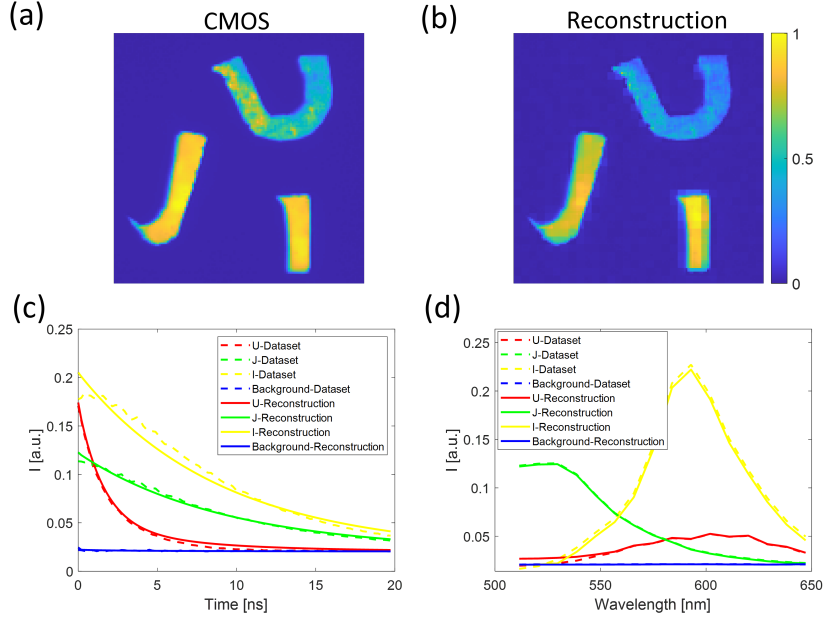 (a)
CMOS
(b)
Reconstruction
1
0.5
0
(c)
(d)
0.25
0.2
0.15
0.1
0.05
0
I [a.u.]
U-Dataset
J-Dataset
I-Dataset
Background-Dataset
U-Reconstruction
J-Reconstruction
I-Reconstruction
Background-Reconstruction
0 5 10 15 20
Time [ns]
0.25
0.2
0.15
0.1
0.05
I [a.u.]
U-Dataset
J-Dataset
I-Dataset
Background-Dataset
U-Reconstruction
J-Reconstruction
I-Reconstruction
Background-Reconstruction
500 550 600 650
Wavelength [nm]